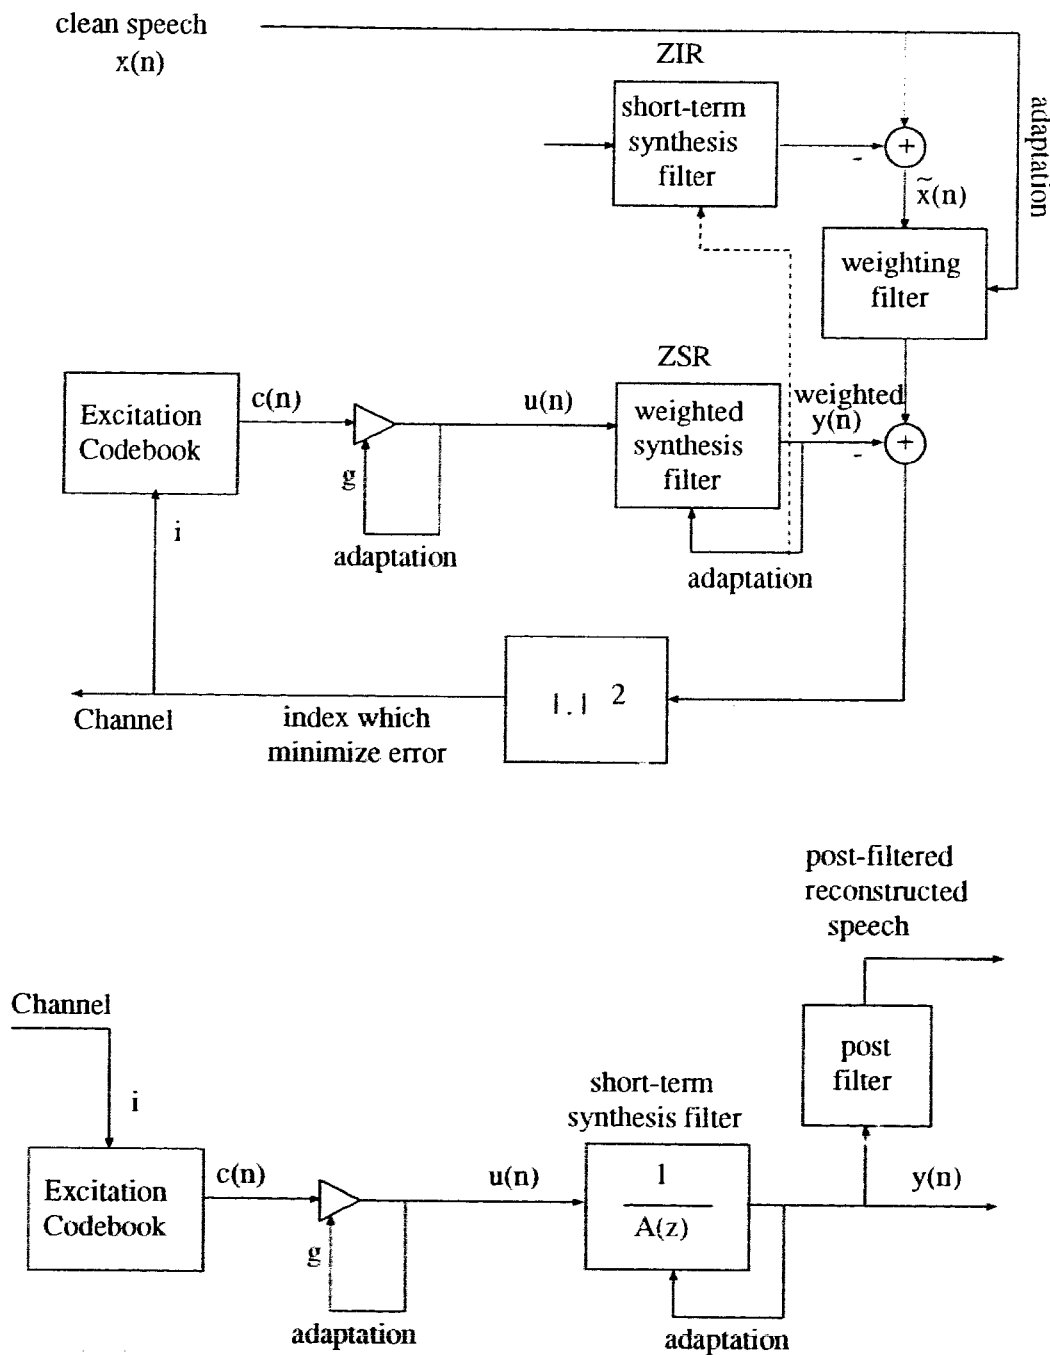 clean speech
x(n)
ZIR
short-term
synthesis
filter
+
-
x̃(n)
adaptation
weighting
filter
ZSR
Excitation
Codebook
c(n)
g
adaptation
u(n)
weighted
synthesis
filter
weighted
y(n)
+
-
adaptation
i
Channel
index which
minimize error
| . | 2
post-filtered
reconstructed
speech
Channel
i
post
filter
short-term
synthesis filter
Excitation
Codebook
c(n)
g
adaptation
u(n)
1
A(z)
y(n)
adaptation